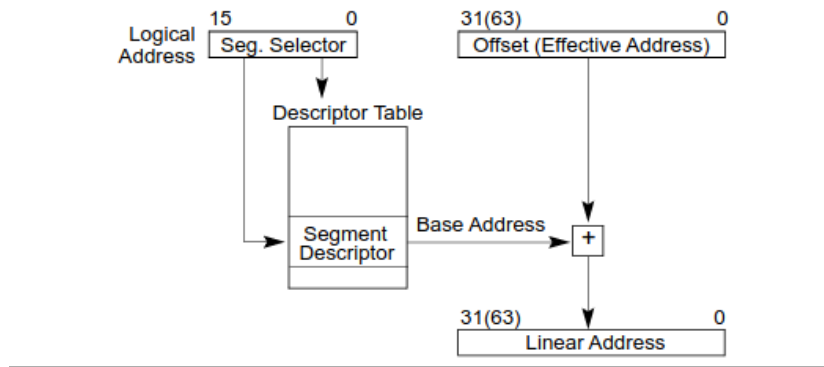 15 0 31(63) 0
Logical Address
Seg. Selector
Offset (Effective Address)
Descriptor Table
Base Address
Segment
Descriptor
+
31(63) 0
Linear Address